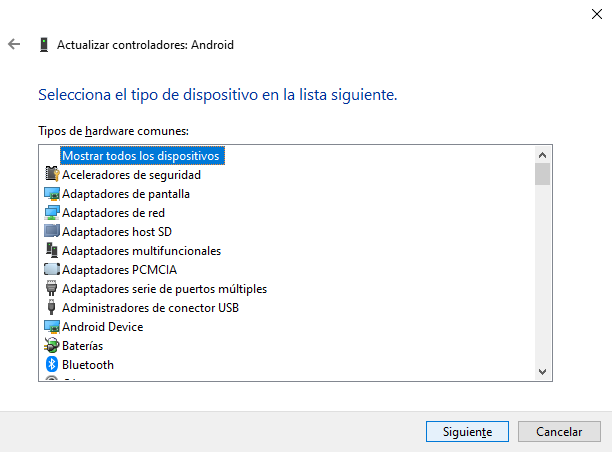 Actualizar controladores: Android
Selecciona el tipo de dispositivo en la lista siguiente.
Tipos de hardware comunes:
Mostrar todos los dispositivos
Aceleradores de seguridad
Adaptadores de pantalla
Adaptadores de red
Adaptadores host SD
Adaptadores multifuncionales
Adaptadores PCMCIA
Adaptadores serie de puertos múltiples
Administradores de conector USB
Android Device
Baterías
Bluetooth
Siguiente
Cancelar